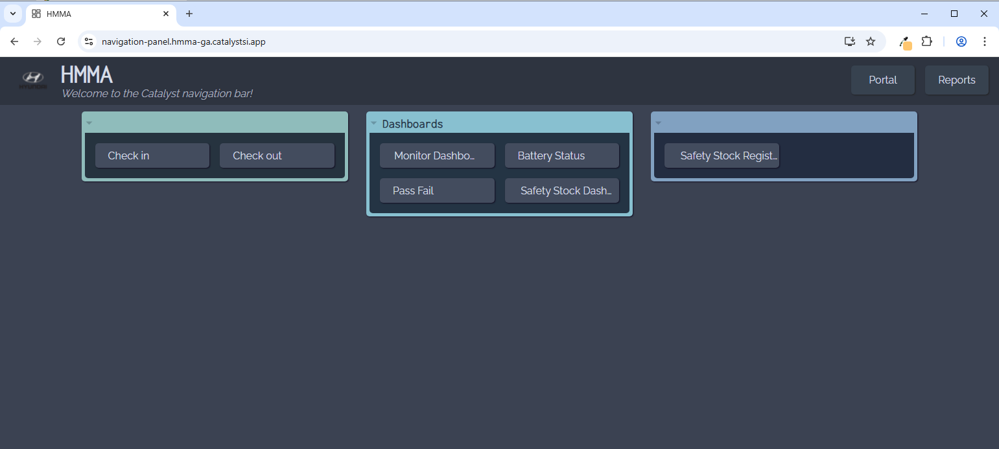 HMMA
navigation-panel.hmma-ga.catalystsi.app
HYUNDAI
HMMA
Welcome to the Catalyst navigation bar!
Portal
Reports
Check in
Check out
Dashboards
Monitor Dashbo...
Battery Status
Pass Fail
Safety Stock Dash...
Safety Stock Regist...